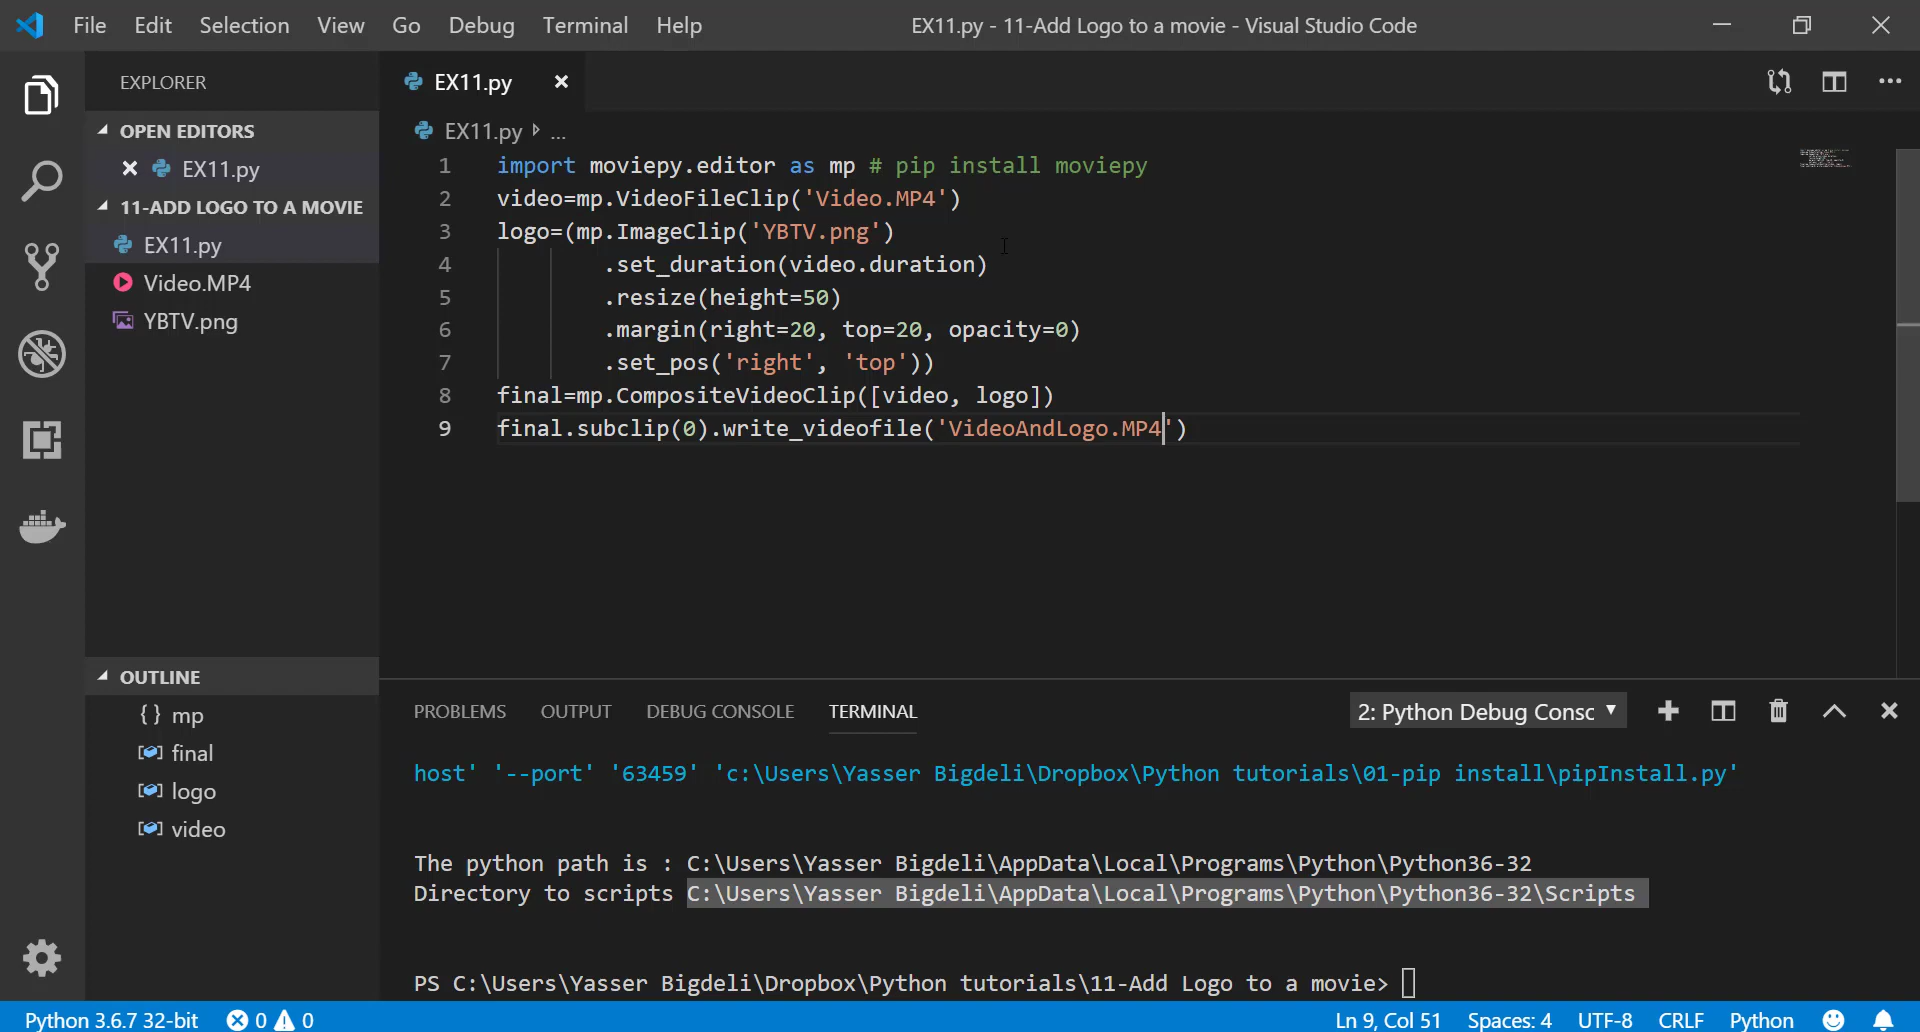 File Edit Selection View Go Debug Terminal Help
EX11.py - 11-Add Logo to a movie - Visual Studio Code
EXPLORER
OPEN EDITORS
EX11.py
11-ADD LOGO TO A MOVIE
EX11.py
Video.MP4
YBTV.png
OUTLINE
{} mp
final
logo
video
EX11.py
EX11.py ...
1 import moviepy.editor as mp # pip install moviepy
2 video=mp.VideoFileClip('Video.MP4')
3 logo=(mp.ImageClip('YBTV.png')
4 .set_duration(video.duration)
5 .resize(height=50)
6 .margin(right=20, top=20, opacity=0)
7 .set_pos('right', 'top'))
8 final=mp.CompositeVideoClip([video, logo])
9 final.subclip(0).write_videofile('VideoAndLogo.MP4')
PROBLEMS OUTPUT DEBUG CONSOLE TERMINAL
2: Python Debug Consc
host' '--port' '63459' 'c:\Users\Yasser Bigdeli\Dropbox\Python tutorials\01-pip install\pipInstall.py'
The python path is : C:\Users\Yasser Bigdeli\AppData\Local\Programs\Python\Python36-32
Directory to scripts C:\Users\Yasser Bigdeli\AppData\Local\Programs\Python\Python36-32\Scripts
PS C:\Users\Yasser Bigdeli\Dropbox\Python tutorials\11-Add Logo to a movie>
Python 3.6.7 32-bit 0 0
Ln 9, Col 51 Spaces: 4 UTF-8 CRLF Python